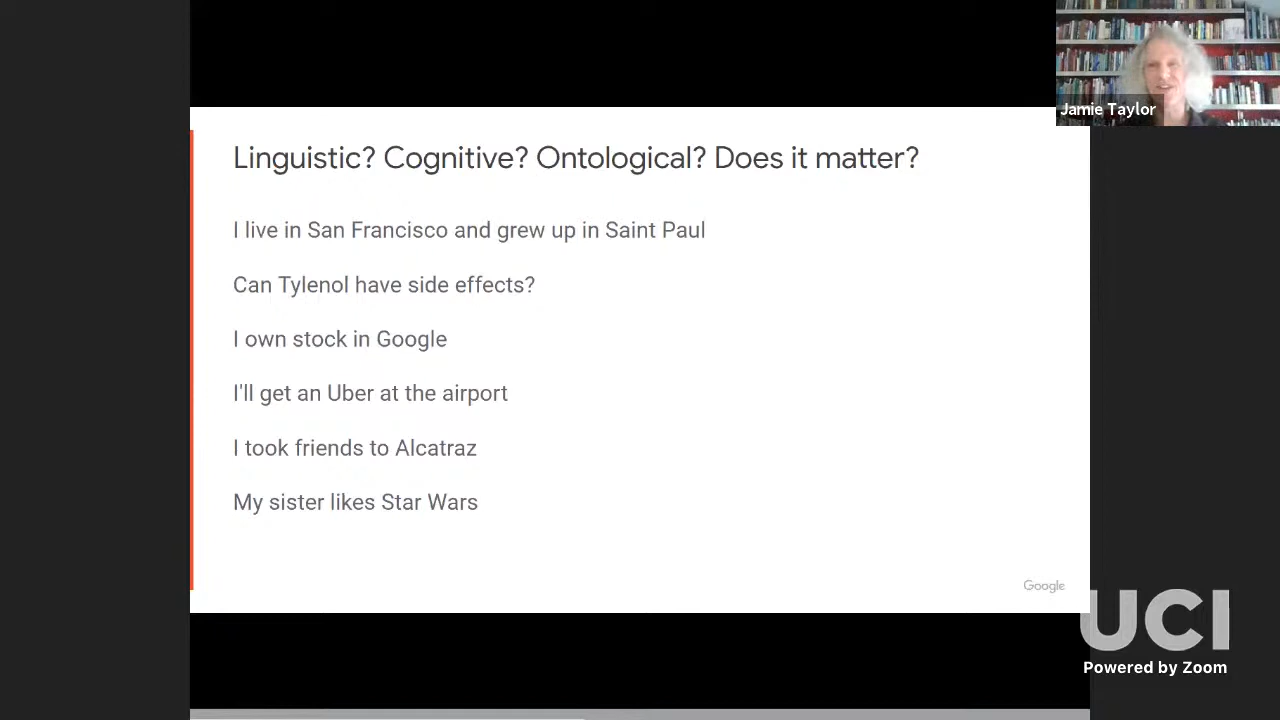 Jamie Taylor
Linguistic? Cognitive? Ontological? Does it matter?
I live in San Francisco and grew up in Saint Paul
Can Tylenol have side effects?
I own stock in Google
I'll get an Uber at the airport
I took friends to Alcatraz
My sister likes Star Wars
Google
UCI
Powered by Zoom